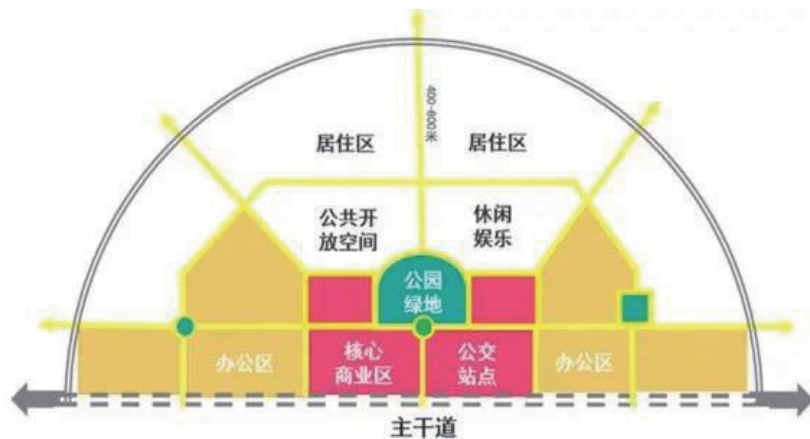 400-800米
居住区
居住区
公共开
放空间
休闲
娱乐
公园
绿地
办公区
核心
商业区
公交
站点
办公区
主干道